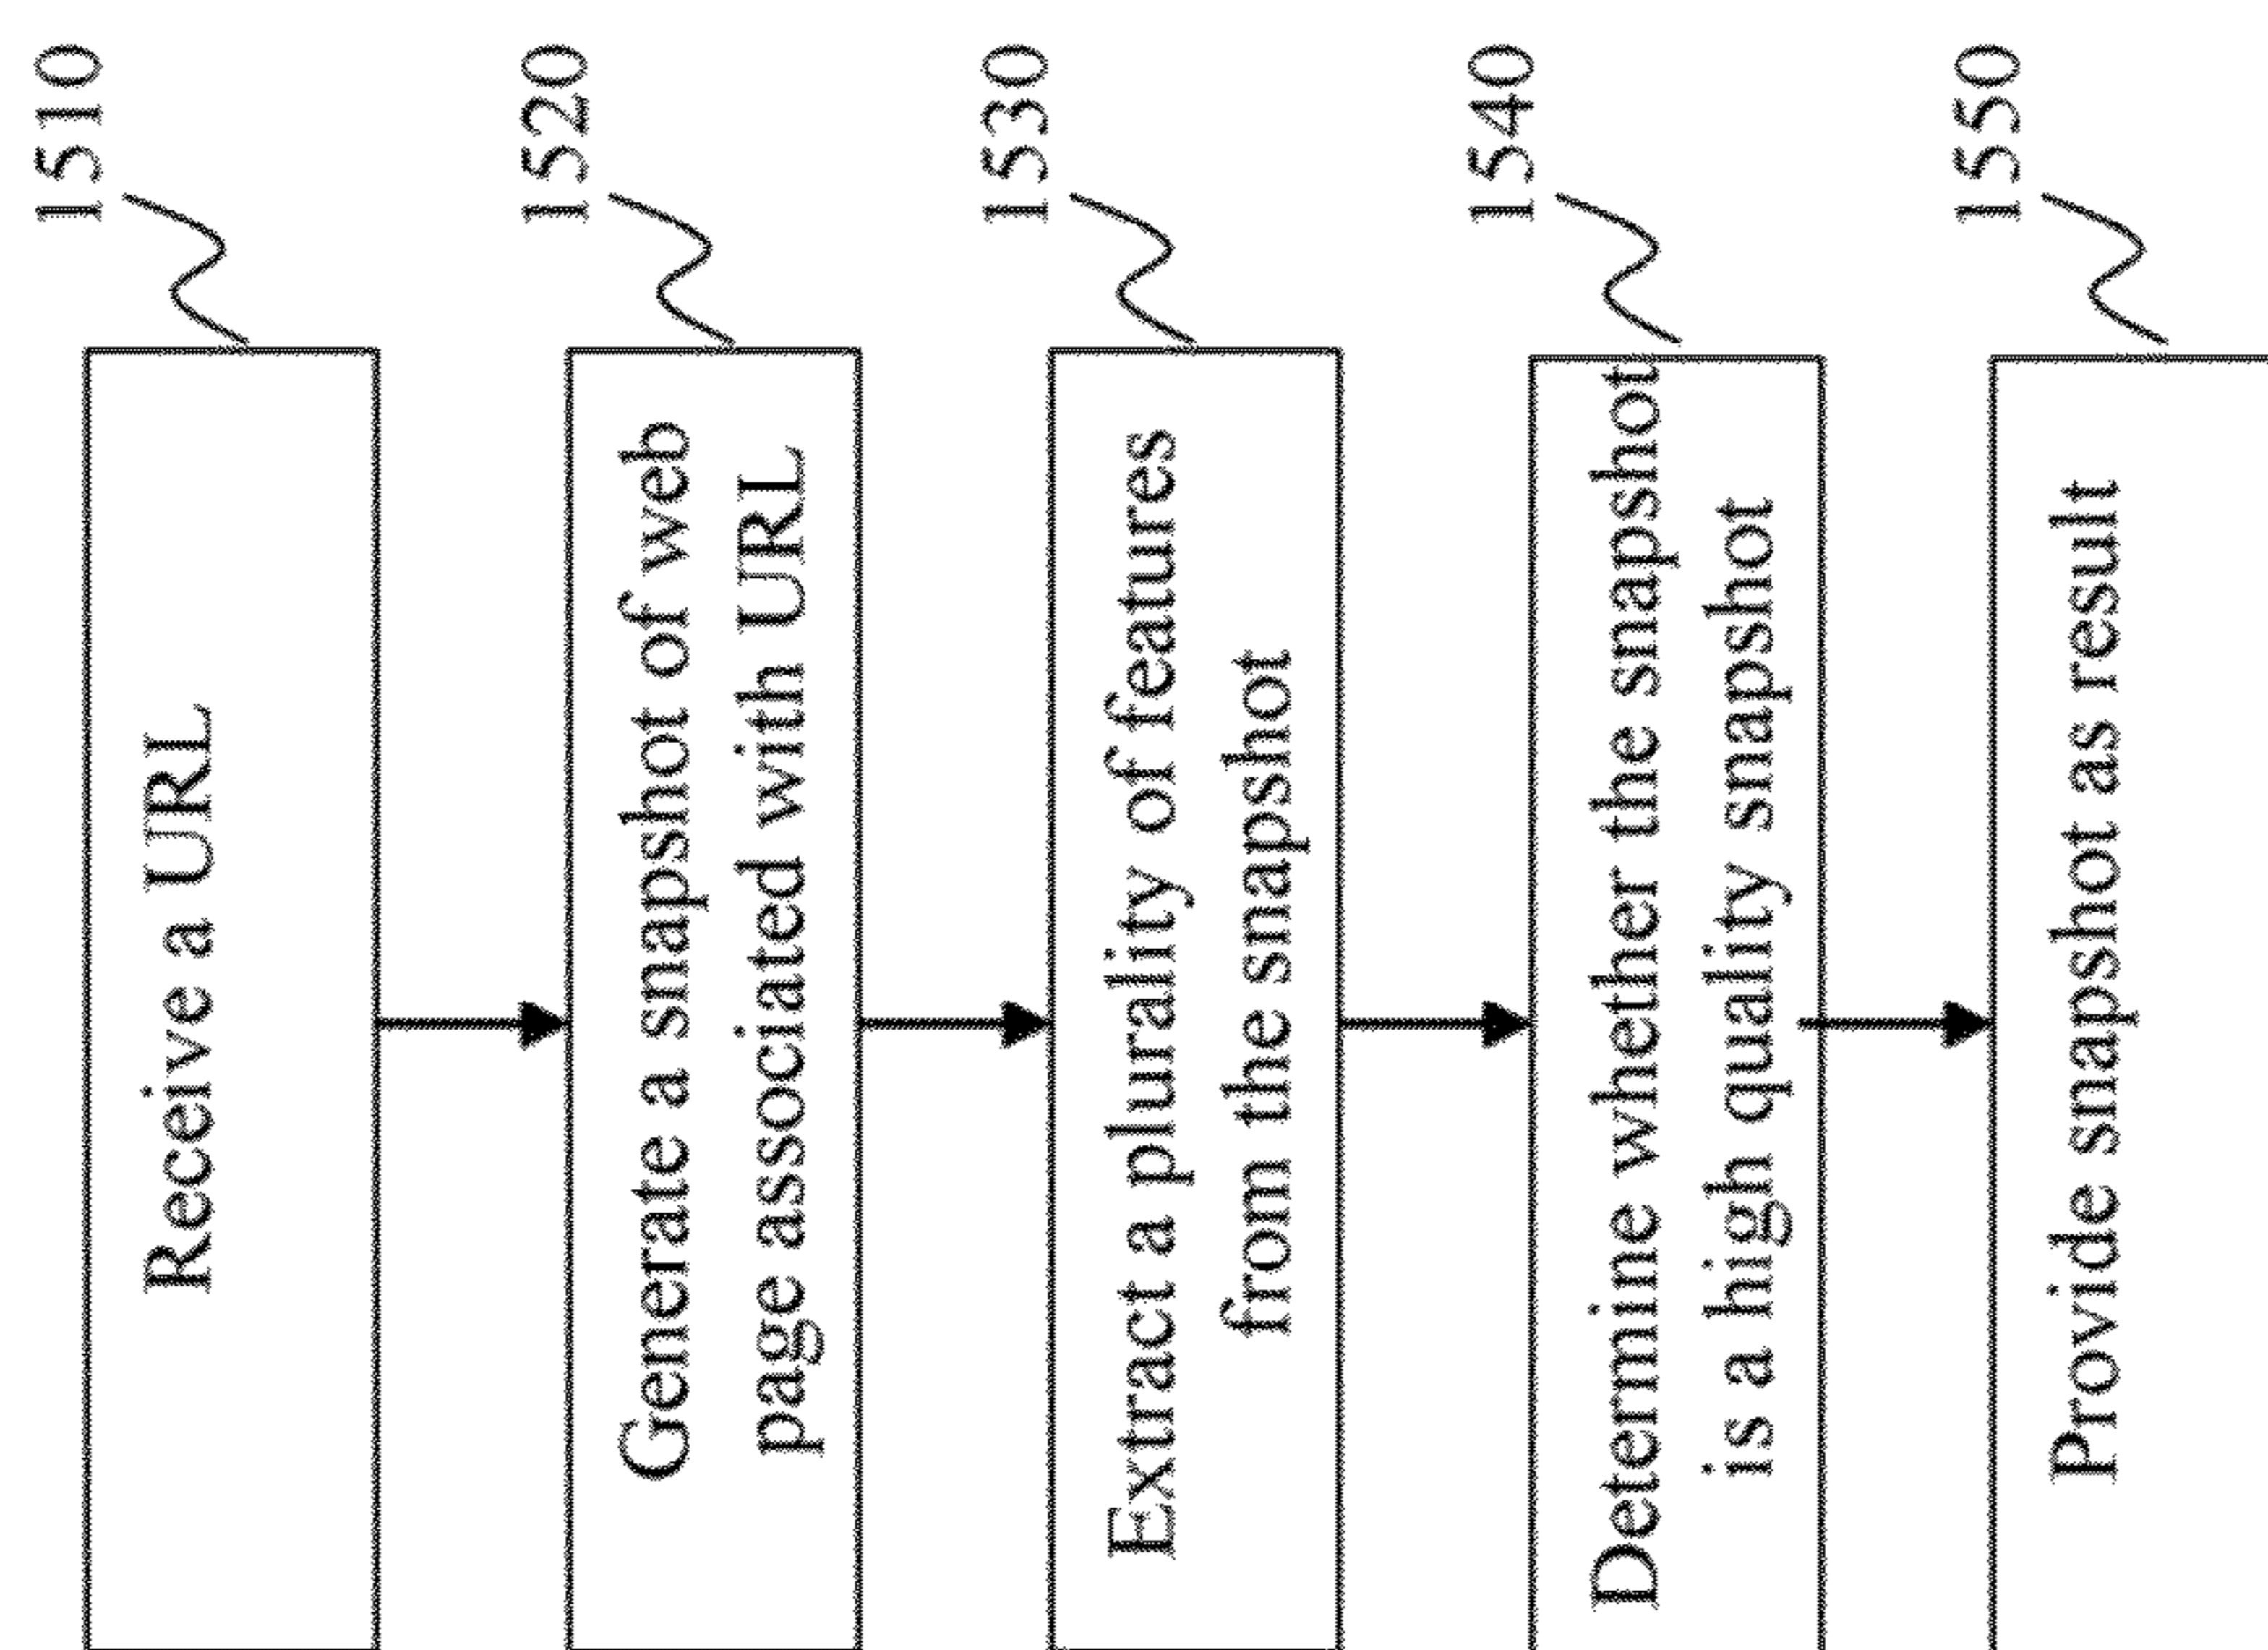 1510
Receive a URL
1520
Generate a snapshot of web
page associated with URL
1530
Extract a plurality of features
from the snapshot
1540
Determine whether the snapshot
is a high quality snapshot
1550
Provide snapshot as result